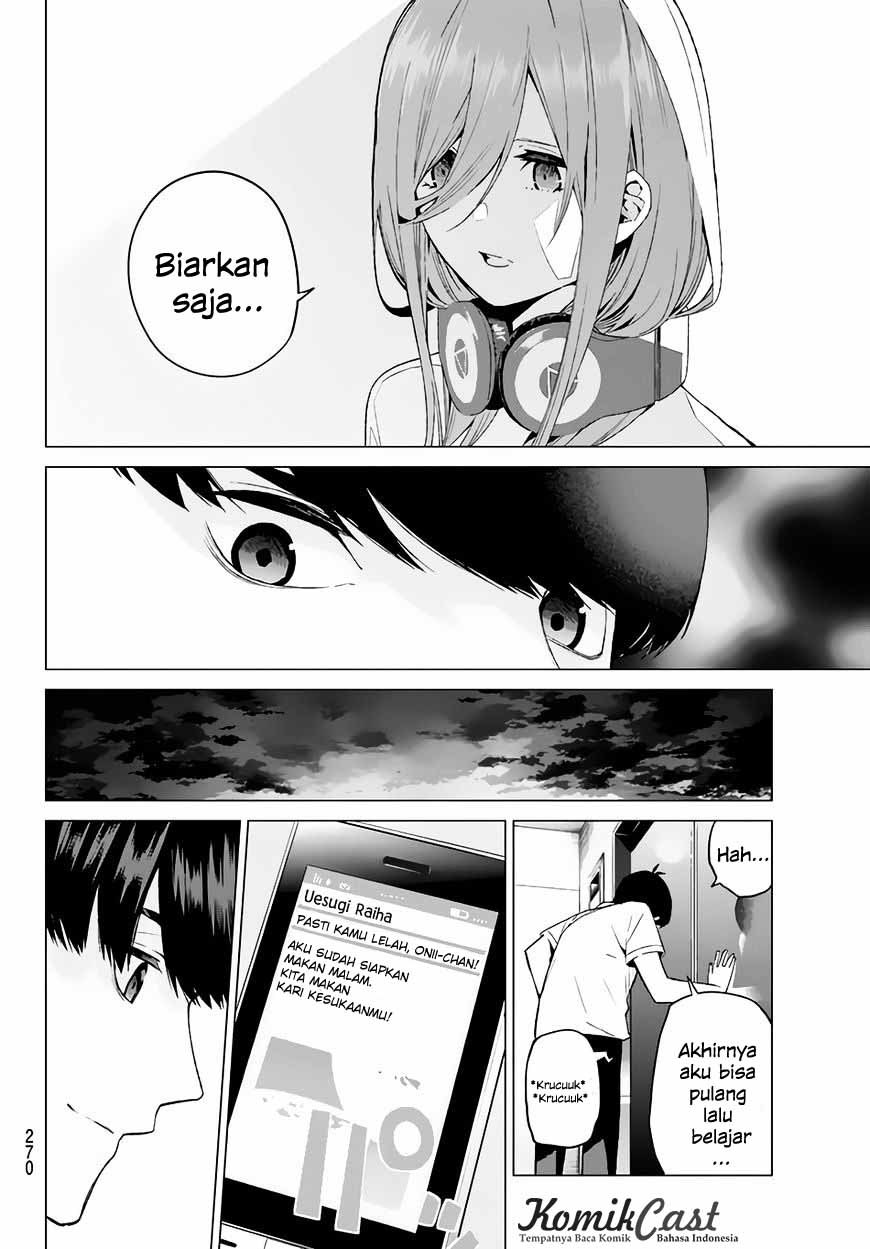 Biarkan
saja...
Hah...
Akhirnya
aku bisa
pulang
lalu
belajar
...
*Krucuuk*
*Krucuuk*
Uesugi Raiha
PASTI KAMU LELAH, ONII-CHAN!
AKU SUDAH SIAPKAN
MAKAN MALAM.
KITA MAKAN
KARI KESUKAANMU!
270
KomikCast
Tempatnya Baca Komik Bahasa Indonesia